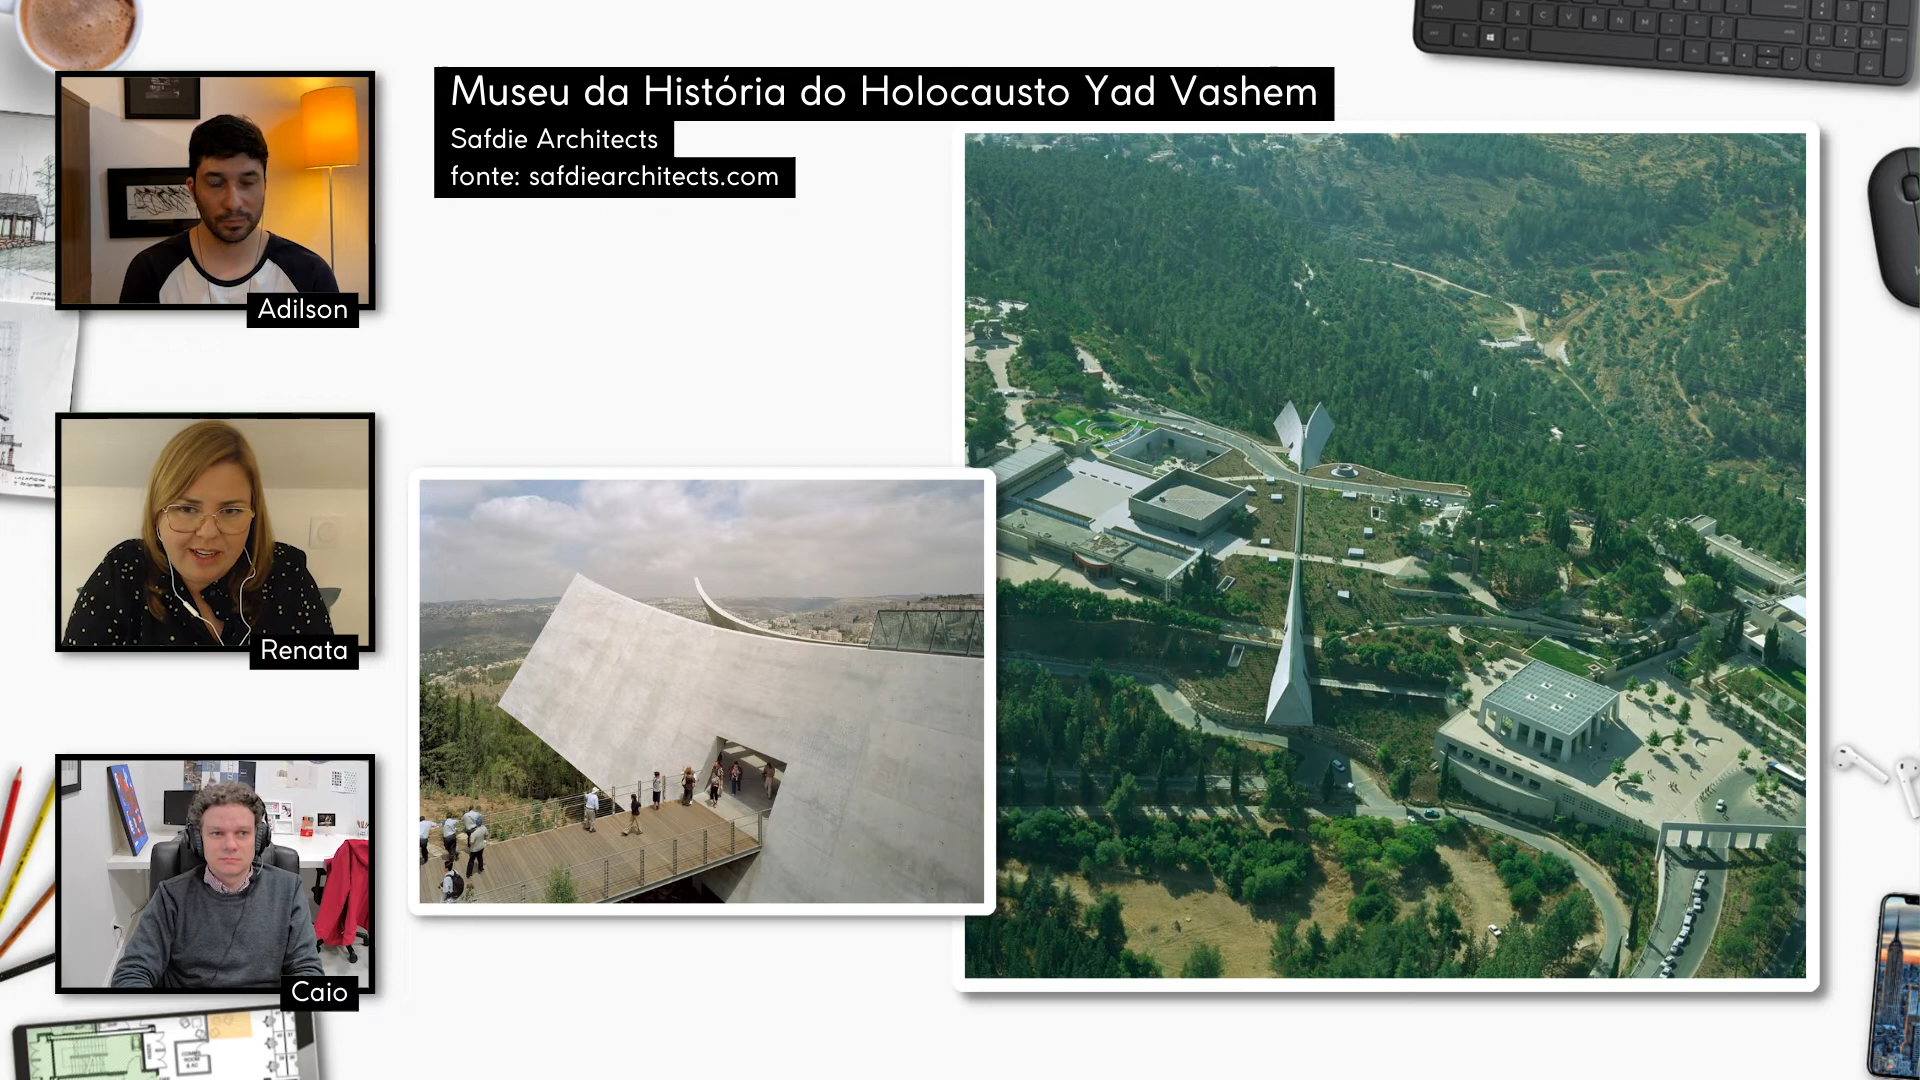 Museu da História do Holocausto Yad Vashem
Safdie Architects
fonte: safdiearchitects.com
Adilson
Renata
Caio